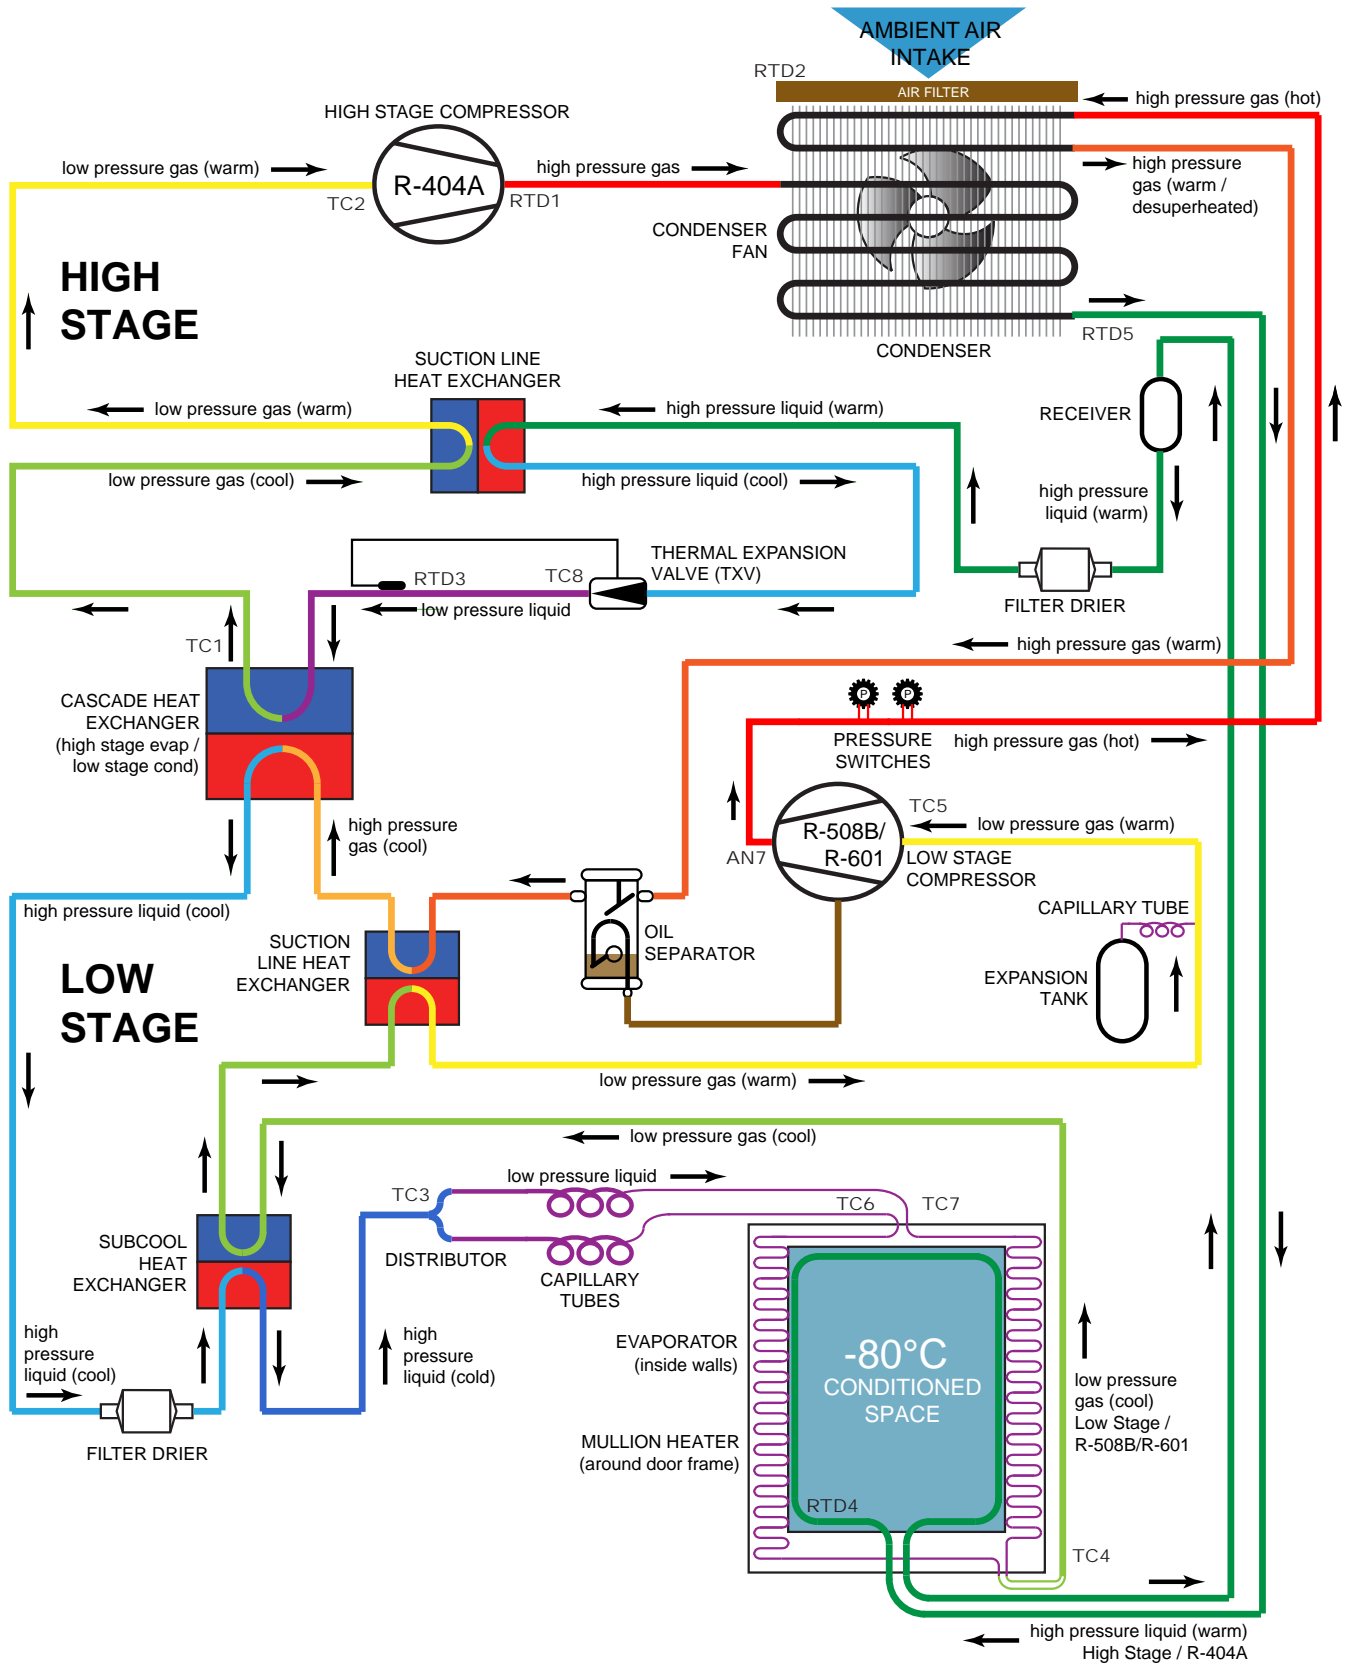 AMBIENT AIR
INTAKE
RTD2
AIR FILTER
high pressure gas (hot)
HIGH STAGE COMPRESSOR
low pressure gas (warm)
high pressure gas
high pressure
gas (warm /
desuperheated)
R-404A
TC2
RTD1
CONDENSER
FAN
HIGH
STAGE
RTD5
CONDENSER
SUCTION LINE
HEAT EXCHANGER
low pressure gas (warm)
high pressure liquid (warm)
RECEIVER
low pressure gas (cool)
high pressure liquid (cool)
high pressure
liquid (warm)
THERMAL EXPANSION
VALVE (TXV)
RTD3
TC8
low pressure liquid
FILTER DRIER
TC1
high pressure gas (warm)
CASCADE HEAT
EXCHANGER
(high stage evap /
low stage cond)
P
P
PRESSURE
SWITCHES
high pressure gas (hot)
TC5
low pressure gas (warm)
R-508B/
R-601
AN7
LOW STAGE
COMPRESSOR
high pressure
gas (cool)
high pressure liquid (cool)
CAPILLARY TUBE
OIL
SEPARATOR
SUCTION
LINE HEAT
EXCHANGER
EXPANSION
TANK
LOW
STAGE
low pressure gas (warm)
low pressure gas (cool)
low pressure liquid
TC3
TC6
TC7
DISTRIBUTOR
CAPILLARY
TUBES
SUBCOOL
HEAT
EXCHANGER
high
pressure
liquid (cool)
high
pressure
liquid (cold)
EVAPORATOR
(inside walls)
-80°C
CONDITIONED
SPACE
low pressure
gas (cool)
Low Stage /
R-508B/R-601
MULLION HEATER
(around door frame)
FILTER DRIER
RTD4
TC4
high pressure liquid (warm)
High Stage / R-404A